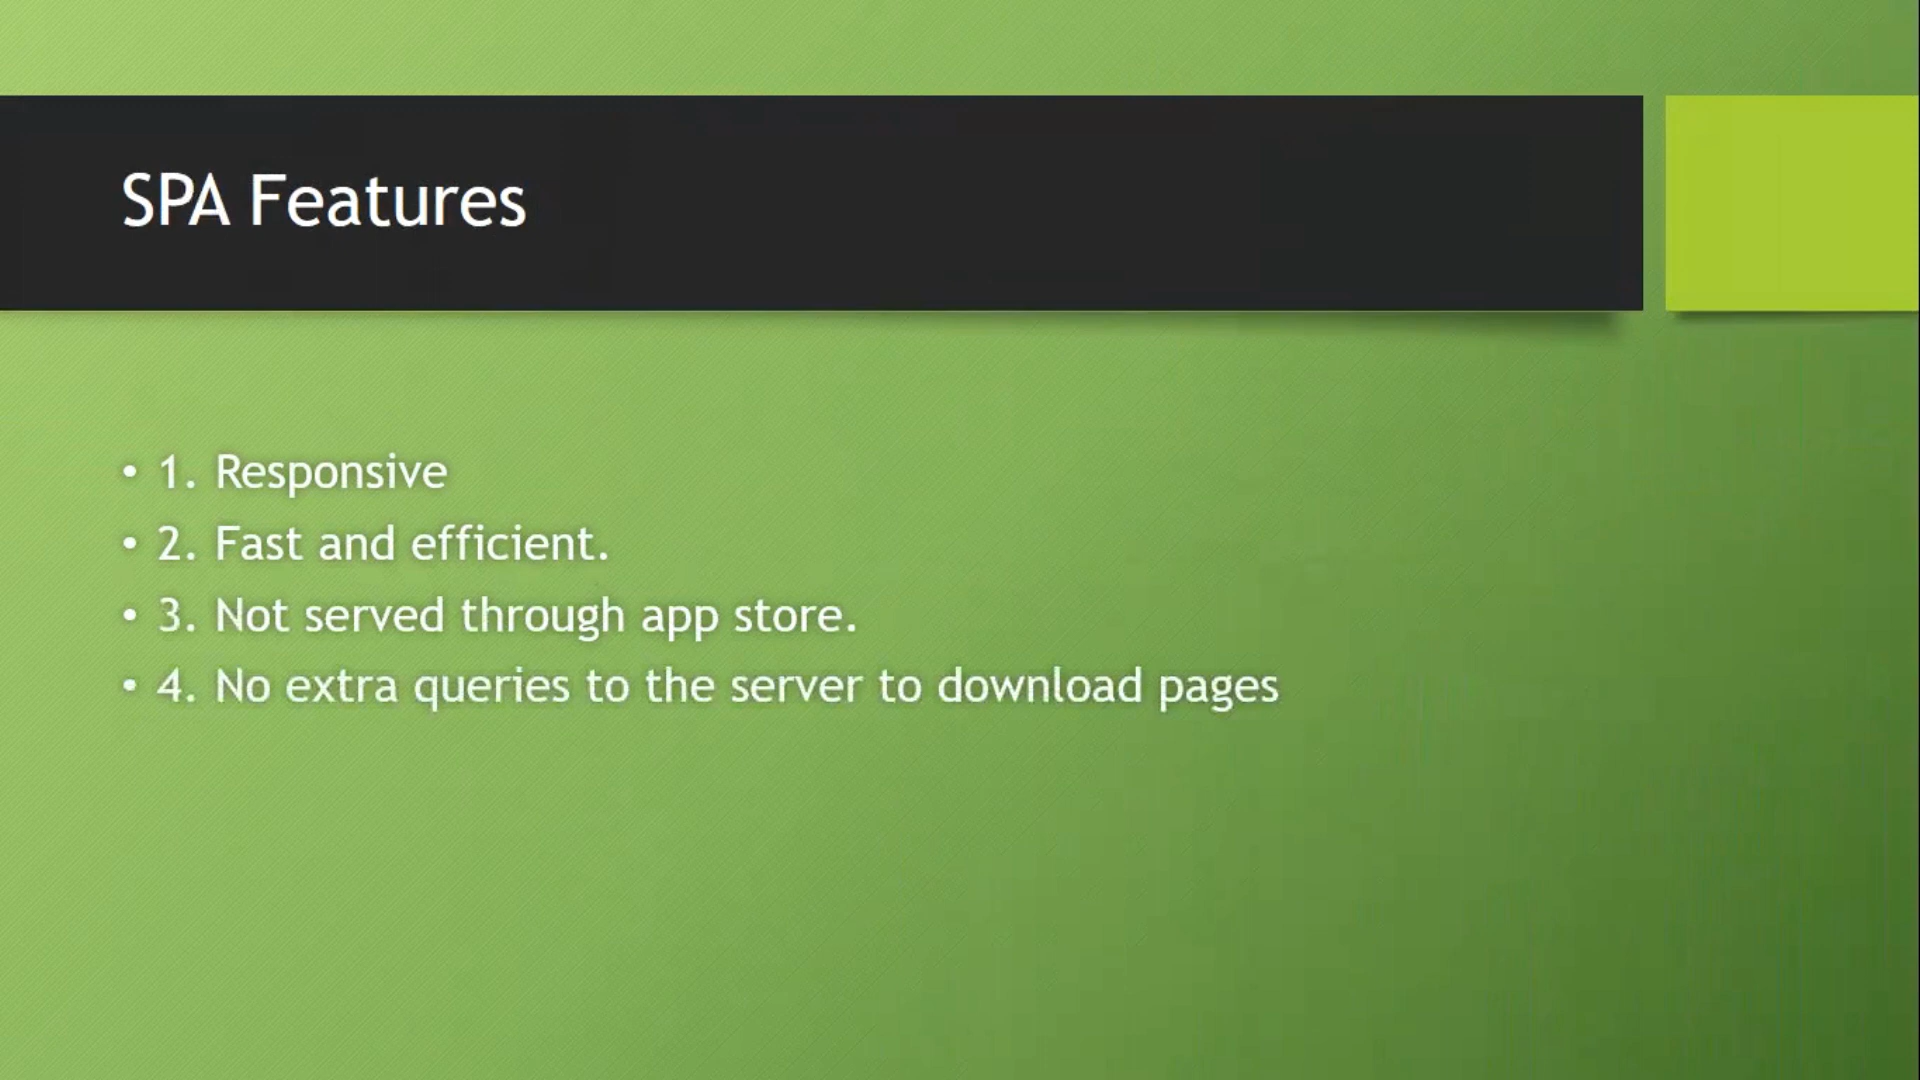 SPA Features
• 1. Responsive
• 2. Fast and efficient.
• 3. Not served through app store.
• 4. No extra queries to the server to download pages